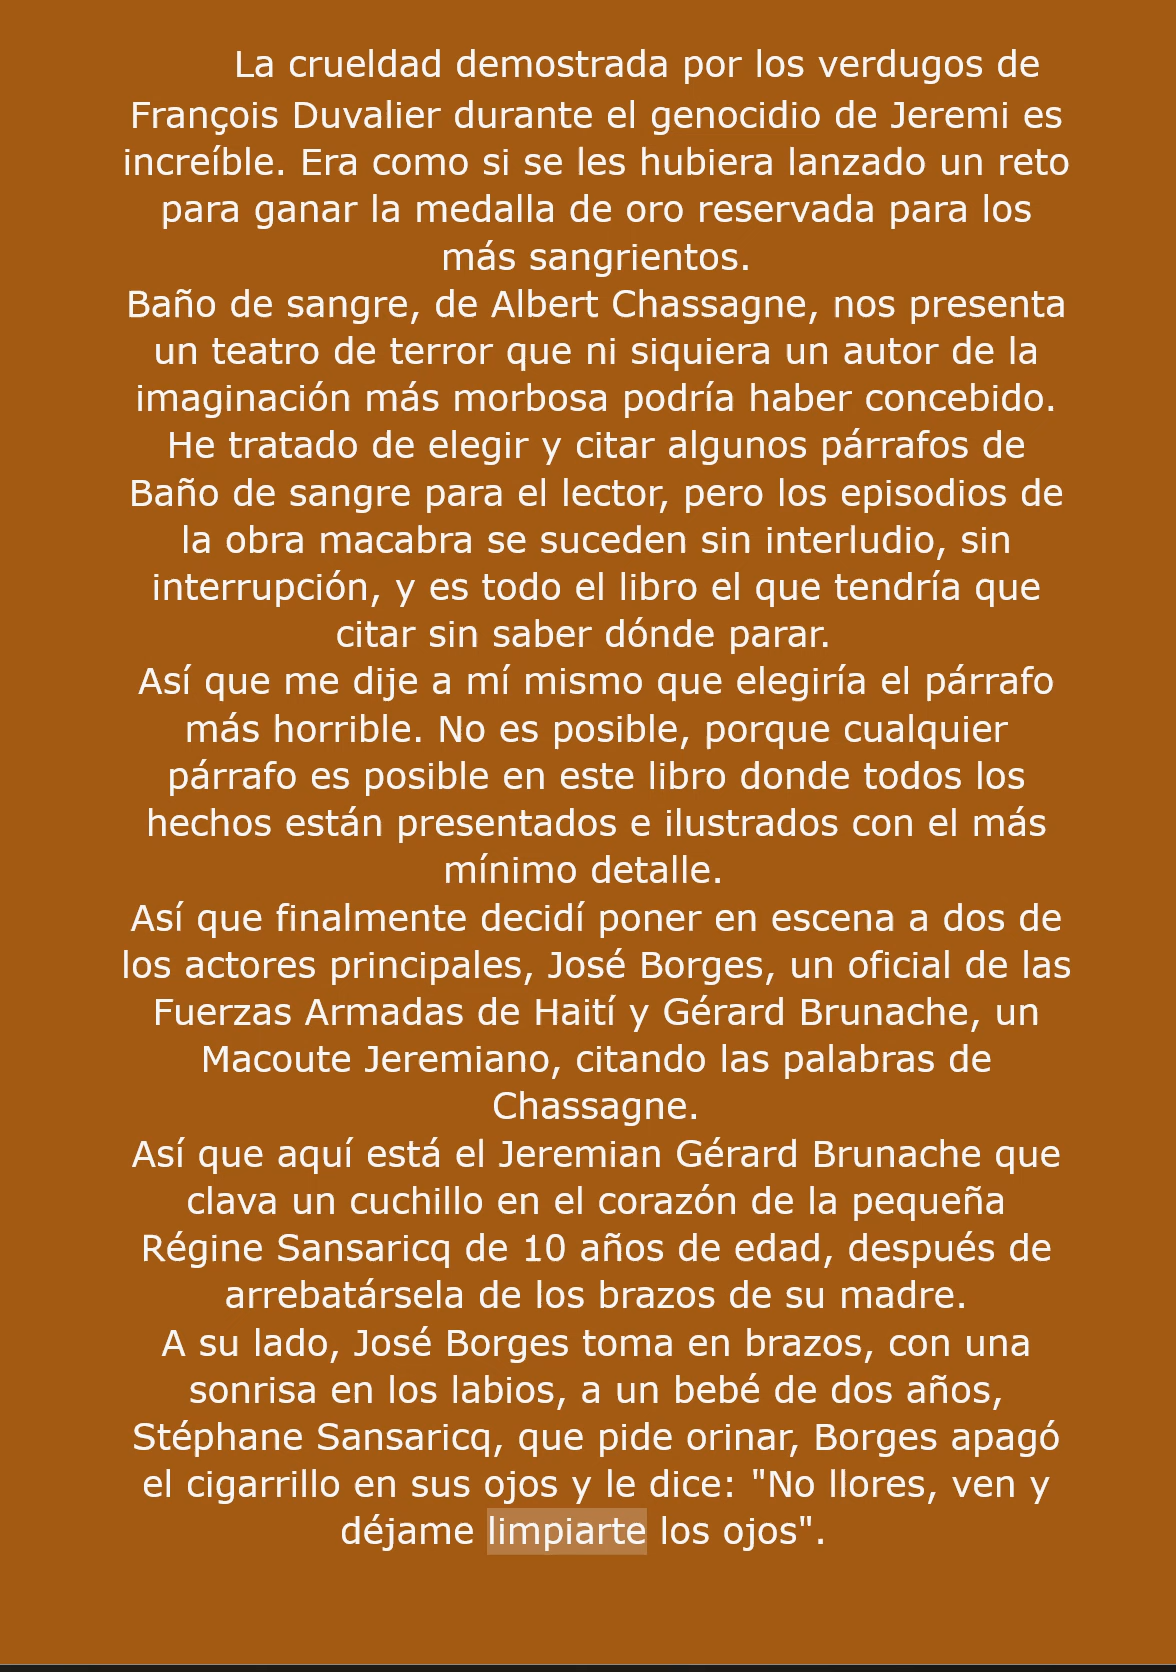 La crueldad demostrada por los verdugos de
François Duvalier durante el genocidio de Jeremi es
increíble. Era como si se les hubiera lanzado un reto
para ganar la medalla de oro reservada para los
más sangrientos.
Baño de sangre, de Albert Chassagne, nos presenta
un teatro de terror que ni siquiera un autor de la
imaginación más morbosa podría haber concebido.
He tratado de elegir y citar algunos párrafos de
Baño de sangre para el lector, pero los episodios de
la obra macabra se suceden sin interludio, sin
interrupción, y es todo el libro el que tendría que
citar sin saber dónde parar.
Así que me dije a mí mismo que elegiría el párrafo
más horrible. No es posible, porque cualquier
párrafo es posible en este libro donde todos los
hechos están presentados e ilustrados con el más
mínimo detalle.
Así que finalmente decidí poner en escena a dos de
los actores principales, José Borges, un oficial de las
Fuerzas Armadas de Haití y Gérard Brunache, un
Macoute Jeremiano, citando las palabras de
Chassagne.
Así que aquí está el Jeremian Gérard Brunache que
clava un cuchillo en el corazón de la pequeña
Régine Sansaricq de 10 años de edad, después de
arrebatársela de los brazos de su madre.
A su lado, José Borges toma en brazos, con una
sonrisa en los labios, a un bebé de dos años,
Stéphane Sansaricq, que pide orinar, Borges apagó
el cigarrillo en sus ojos y le dice: "No llores, ven y
déjame limpiarte los ojos".